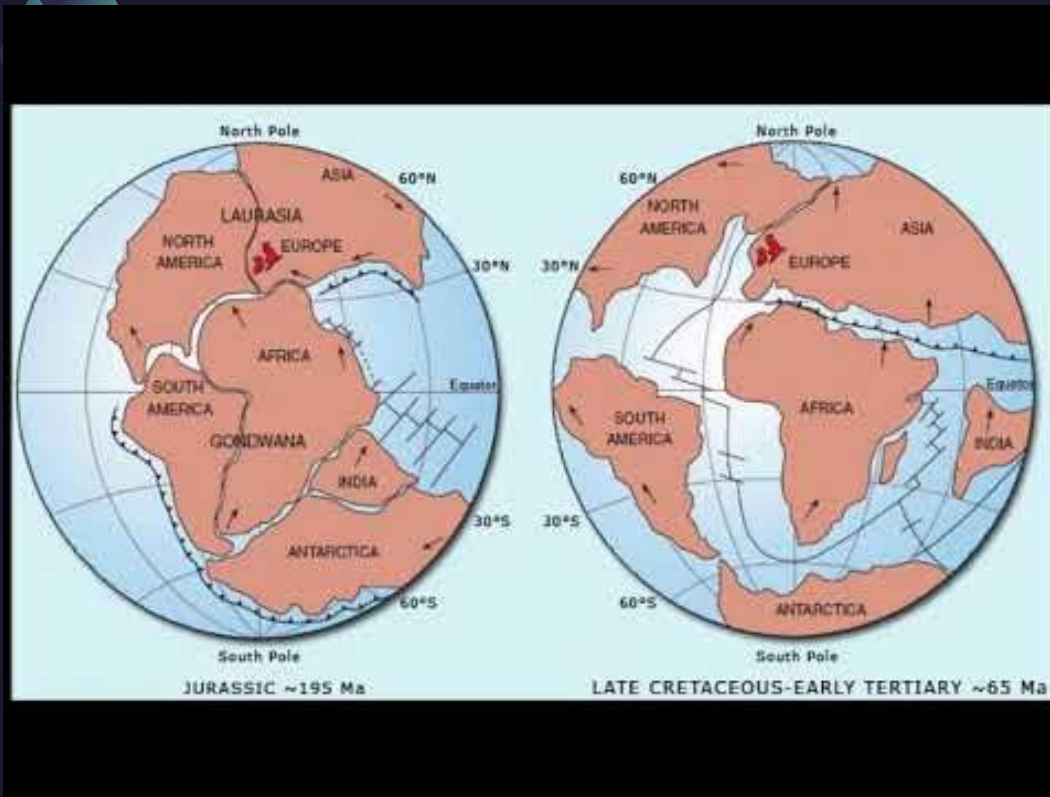 North Pole
ASIA
60°N
LAURASIA
NORTH
AMERICA
EUROPE
30°N
AFRICA
Equator
SOUTH
AMERICA
GONDWANA
INDIA
30°S
ANTARCTICA
60°S
South Pole
JURASSIC ~195 Ma
North Pole
60°N
NORTH
AMERICA
ASIA
30°N
EUROPE
Equator
AFRICA
SOUTH
AMERICA
INDIA
30°S
60°S
ANTARCTICA
South Pole
LATE CRETACEOUS-EARLY TERTIARY ~65 Ma